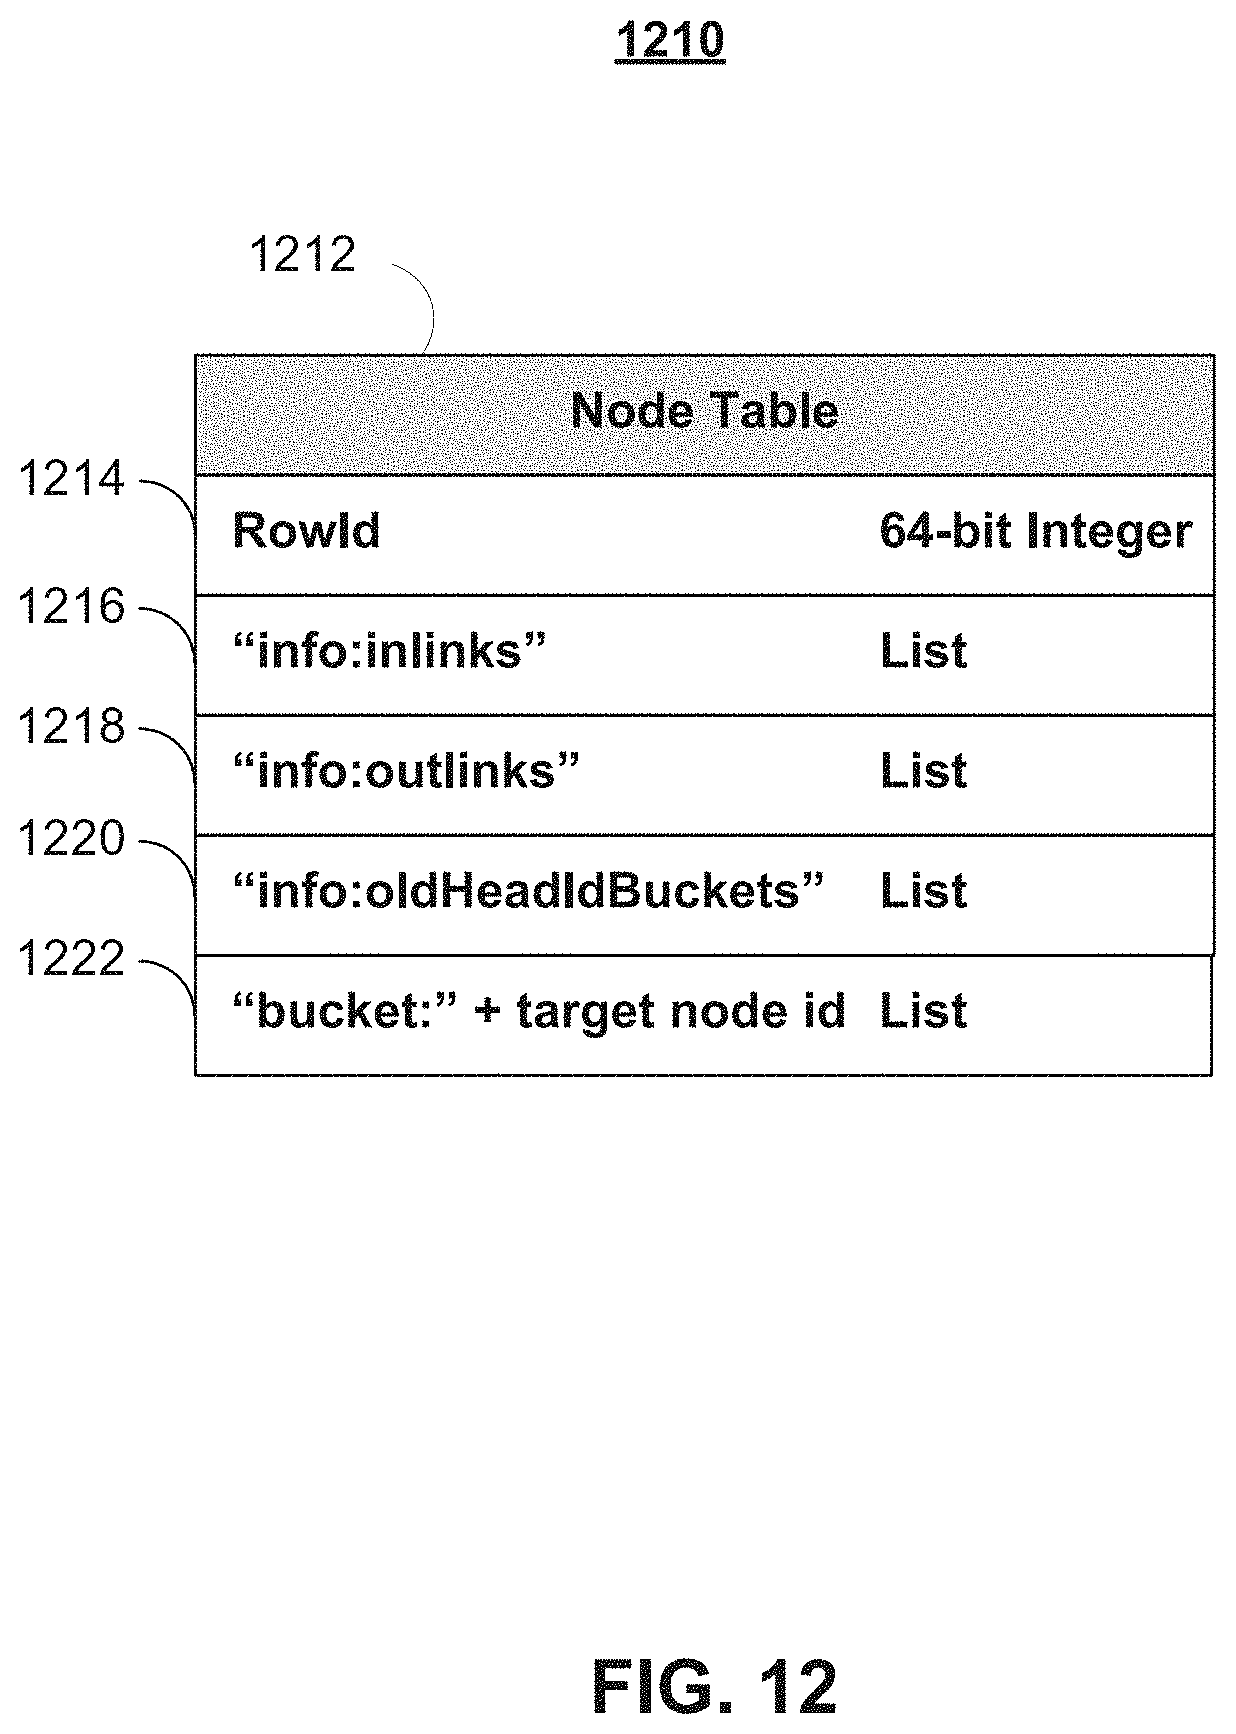 1210
1212
Node Table
1214
RowId 64-bit Integer
1216
“info:inlinks” List
1218
“info:outlinks” List
1220
“info:oldHeadIdBuckets” List
1222
“bucket:” + target node id List
FIG. 12